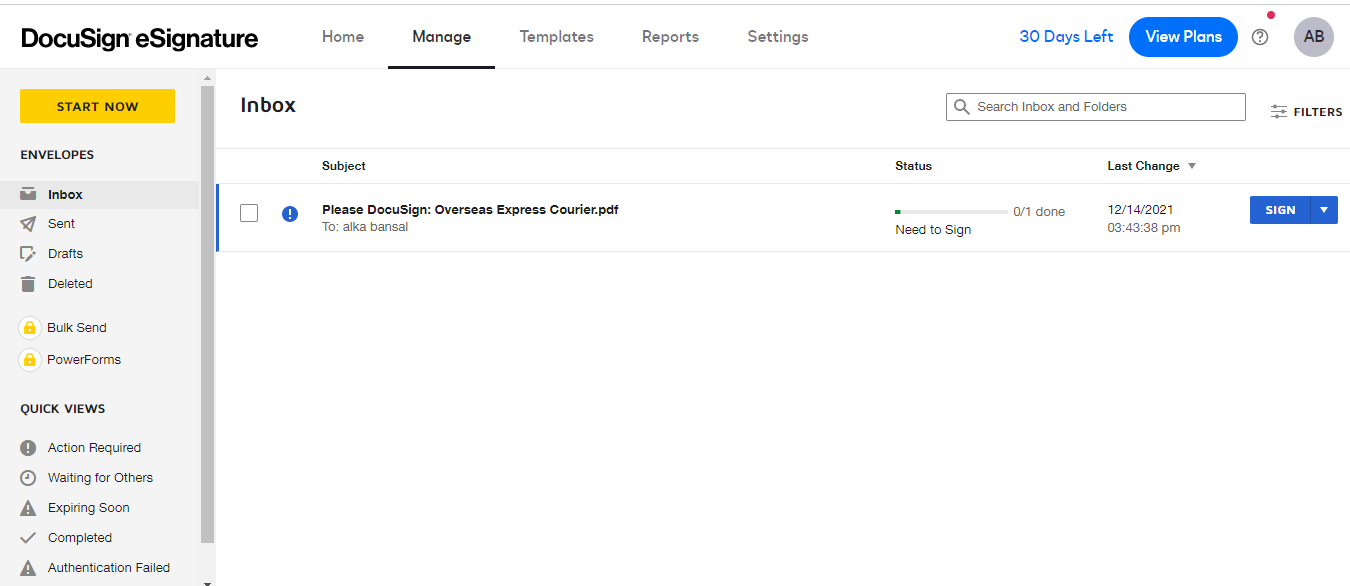 DocuSign eSignature
Home Manage Templates Reports Settings
30 Days Left View Plans AB
START NOW
ENVELOPES
Inbox
Sent
Drafts
Deleted
Bulk Send
PowerForms
QUICK VIEWS
Action Required
Waiting for Others
Expiring Soon
Completed
Authentication Failed
Inbox
Search Inbox and Folders FILTERS
Subject Status Last Change
Please DocuSign: Overseas Express Courier.pdf 0/1 done 12/14/2021 SIGN
To: alka bansal Need to Sign 03:43:38 pm